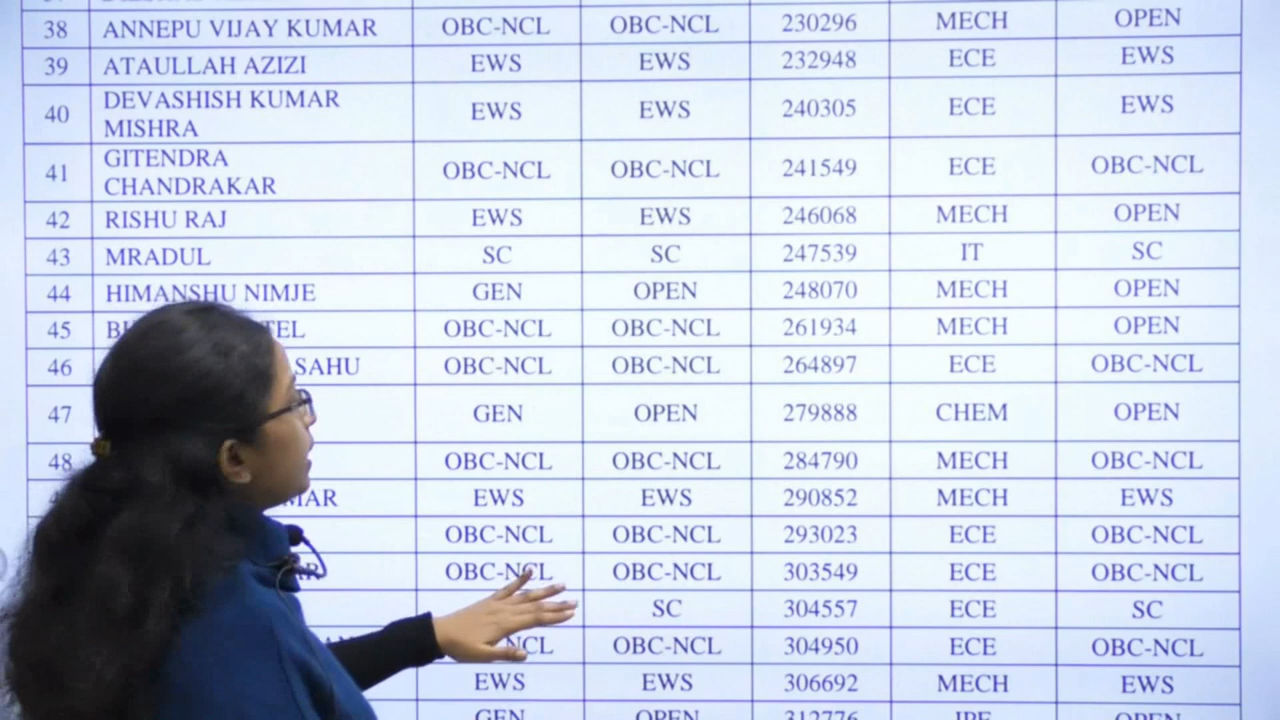 38 ANNEPU VIJAY KUMAR OBC-NCL OBC-NCL 230296 MECH OPEN
39 ATAULLAH AZIZI EWS EWS 232948 ECE EWS
40 DEVASHISH KUMAR MISHRA EWS EWS 240305 ECE EWS
41 GITENDRA CHANDRAKAR OBC-NCL OBC-NCL 241549 ECE OBC-NCL
42 RISHU RAJ EWS EWS 246068 MECH OPEN
43 MRADUL SC SC 247539 IT SC
44 HIMANSHU NIMJE GEN OPEN 248070 MECH OPEN
45 OBC-NCL OBC-NCL 261934 MECH OPEN
46 SAHU OBC-NCL OBC-NCL 264897 ECE OBC-NCL
47 GEN OPEN 279888 CHEM OPEN
48 OBC-NCL OBC-NCL 284790 MECH OBC-NCL
EWS EWS 290852 MECH EWS
OBC-NCL OBC-NCL 293023 ECE OBC-NCL
OBC-NCL OBC-NCL 303549 ECE OBC-NCL
SC 304557 ECE SC
OBC-NCL 304950 ECE OBC-NCL
EWS EWS 306692 MECH EWS
GEN OPEN 312776 IPE OPEN